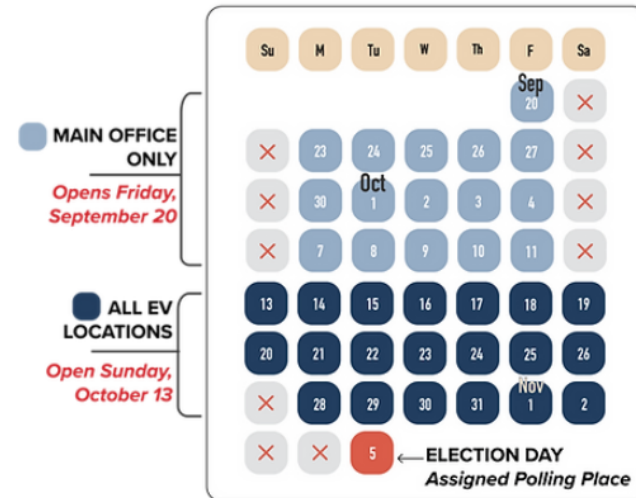 Su M Tu W Th F Sa
Sep
20
MAIN OFFICE
ONLY
Opens Friday,
September 20
23 24 25 26 27
Oct
30 1 2 3 4
7 8 9 10 11
ALL EV
LOCATIONS
Open Sunday,
October 13
13 14 15 16 17 18 19
20 21 22 23 24 25 26
Nov
28 29 30 31 1 2
5
ELECTION DAY
Assigned Polling Place